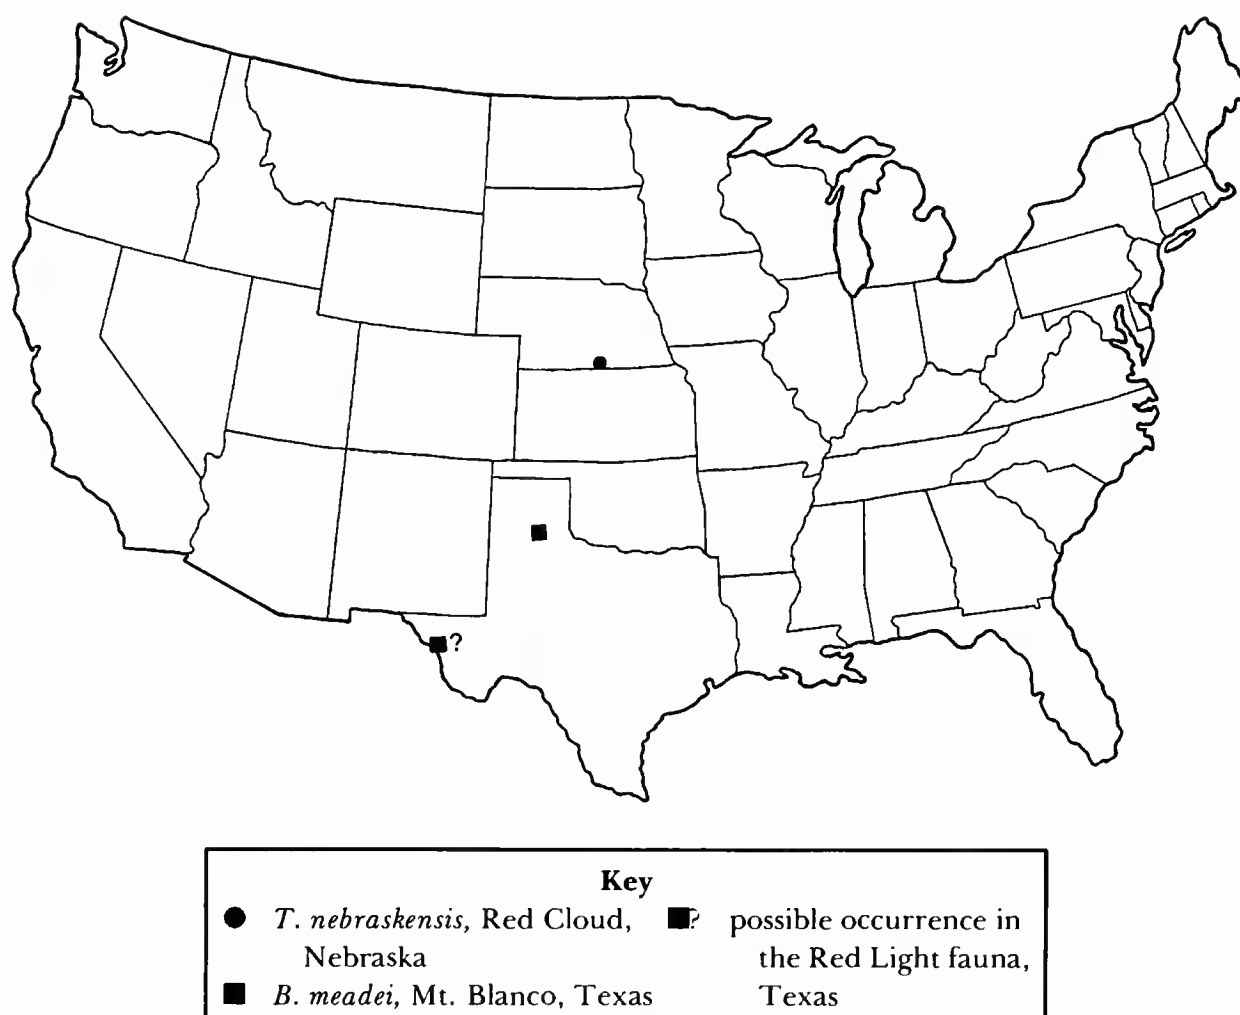 ?
Key
● T. nebraskensis, Red Cloud,
Nebraska
■ B. meadei, Mt. Blanco, Texas
■? possible occurrence in
the Red Light fauna,
Texas